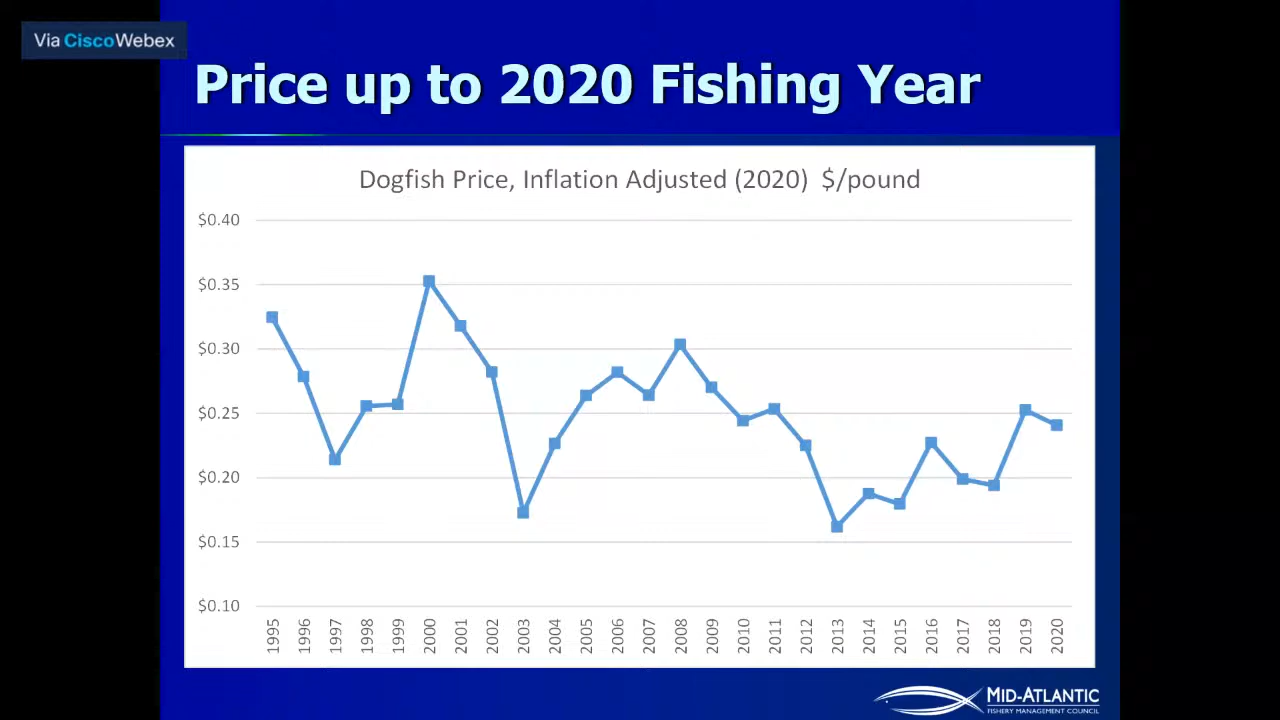 Via CiscoWebex
Price up to 2020 Fishing Year
Dogfish Price, Inflation Adjusted (2020) $/pound
$0.40
$0.35
$0.30
$0.25
$0.20
$0.15
$0.10
1995 1996 1997 1998 1999 2000 2001 2002 2003 2004 2005 2006 2007 2008 2009 2010 2011 2012 2013 2014 2015 2016 2017 2018 2019 2020
MID-ATLANTIC
FISHERY MANAGEMENT COUNCIL